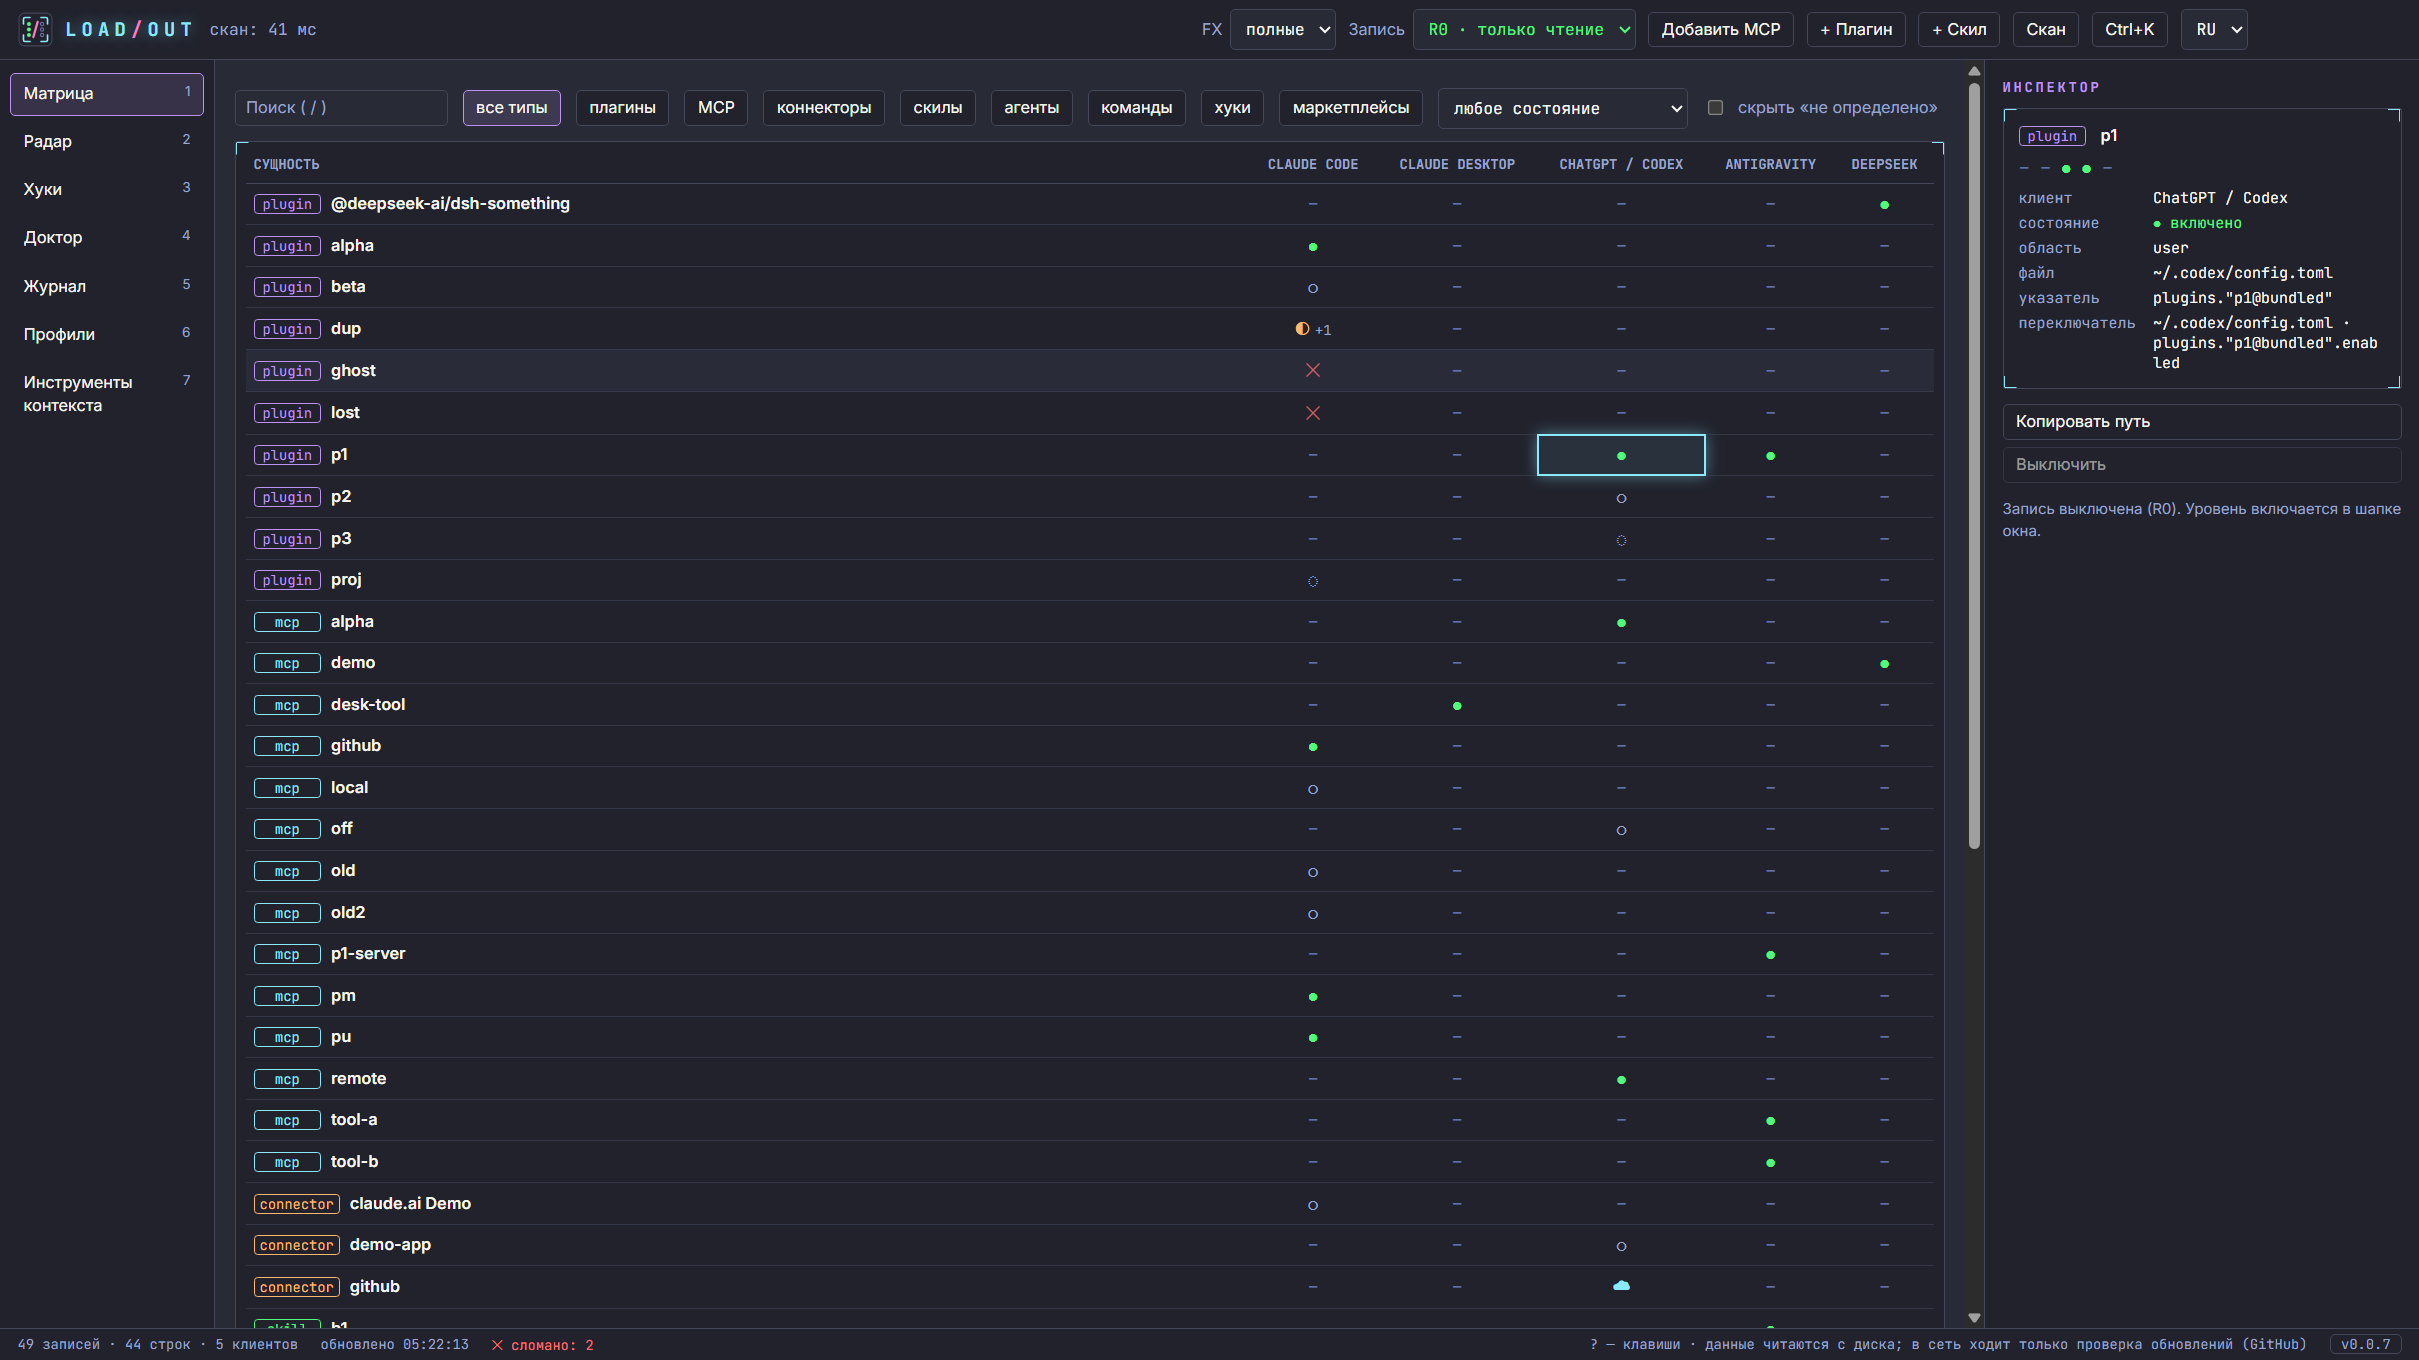 LOAD/OUT скан: 41 мс FX полные Запись R0 · только чтение Добавить MCP + Плагин + Скил Скан Ctrl+K RU
Матрица 1
Радар 2
Хуки 3
Доктор 4
Журнал 5
Профили 6
Инструменты контекста 7
Поиск ( / ) все типы плагины MCP коннекторы скилы агенты команды хуки маркетплейсы любое состояние скрыть «не определено»
СУЩНОСТЬ CLAUDE CODE CLAUDE DESKTOP CHATGPT / CODEX ANTIGRAVITY DEEPSEEK
plugin @deepseek-ai/dsh-something – – – – ●
plugin alpha ● – – – –
plugin beta ○ – – – –
plugin dup ◐ +1 – – – –
plugin ghost ✕ – – – –
plugin lost ✕ – – – –
plugin p1 – – ● ● –
plugin p2 – – ○ – –
plugin p3 – – ◌ – –
plugin proj ◌ – – – –
mcp alpha – – ● – –
mcp demo – – – – ●
mcp desk-tool – ● – – –
mcp github ● – – – –
mcp local ○ – – – –
mcp off – – ○ – –
mcp old ○ – – – –
mcp old2 ○ – – – –
mcp p1-server – – – ● –
mcp pm ● – – – –
mcp pu ● – – – –
mcp remote – – ● – –
mcp tool-a – – – ● –
mcp tool-b – – – ● –
connector claude.ai Demo ○ – – – –
connector demo-app – – ○ – –
connector github – – ☁ – –
ИНСПЕКТОР
plugin p1
– – ● ● –
клиент ChatGPT / Codex
состояние ● включено
область user
файл ~/.codex/config.toml
указатель plugins."p1@bundled"
переключатель ~/.codex/config.toml ·
plugins."p1@bundled".enab
led
Копировать путь
Выключить
Запись выключена (R0). Уровень включается в шапке
окна.
49 записей · 44 строк · 5 клиентов обновлено 05:22:13 ✕ сломано: 2 ? — клавиши · данные читаются с диска; в сеть ходит только проверка обновлений (GitHub) v0.0.7